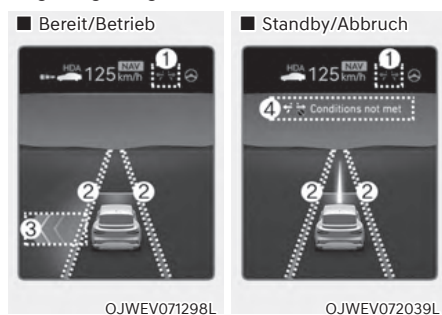 ■ Bereit/Betrieb
HDA 125 km/h NAV 1
2 2
3
OJWEV071298L
■ Standby/Abbruch
HDA 125 km/h NAV 1
4 Conditions not met
2 2
OJWEV072039L